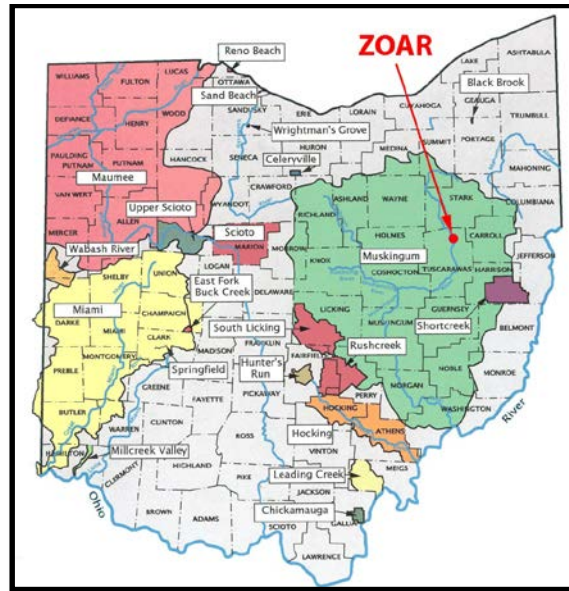 ZOAR
Reno Beach
Sand Beach
Black Brook
ASHTABULA
LAKE
GEAUGA
TRUMBULL
CUYAHOGA
WILLIAMS
FULTON
LUCAS
OTTAWA
SANDUSKY
ERIE
LORAIN
Wrightman's Grove
DEFIANCE
HENRY
WOOD
SENECA
HURON
MEDINA
SUMMIT
PORTAGE
MAHONING
PAULDING
PUTNAM
PUTNAM
HANCOCK
Celeryville
CRAWFORD
COLUMBIANA
Maumee
VAN WERT
WYANDOT
ASHLAND
WAYNE
STARK
RICHLAND
Upper Scioto
ALLEN
Scioto
MERCER
MARION
MORROW
HOLMES
CARROLL
Wabash River
LOGAN
KNOX
Muskingum
COSHOCTON
TUSCARAWAS
HARRISON
JEFFERSON
SHELBY
UNION
DELAWARE
East Fork
Buck Creek
Miami
DARKE
MIAMI
CHAMPAIGN
CLARK
LICKING
GUERNSEY
Shortcreek
BELMONT
South Licking
MUSKINGUM
MADISON
FRANKLIN
Rushcreek
PREBLE
MONTGOMERY
Springfield
FAIRFIELD
Hunter's
Run
NOBLE
MONROE
GREENE
FAYETTE
PICKAWAY
PERRY
MORGAN
WASHINGTON
River
BUTLER
WARREN
CLINTON
HOCKING
Hocking
ATHENS
ROSS
VINTON
HAMILTON
Millcreek Valley
HIGHLAND
MEIGS
CLERMONT
Leading Creek
PIKE
JACKSON
Ohio
Chickamauga
BROWN
ADAMS
SCIOTO
GALLIA
LAWRENCE